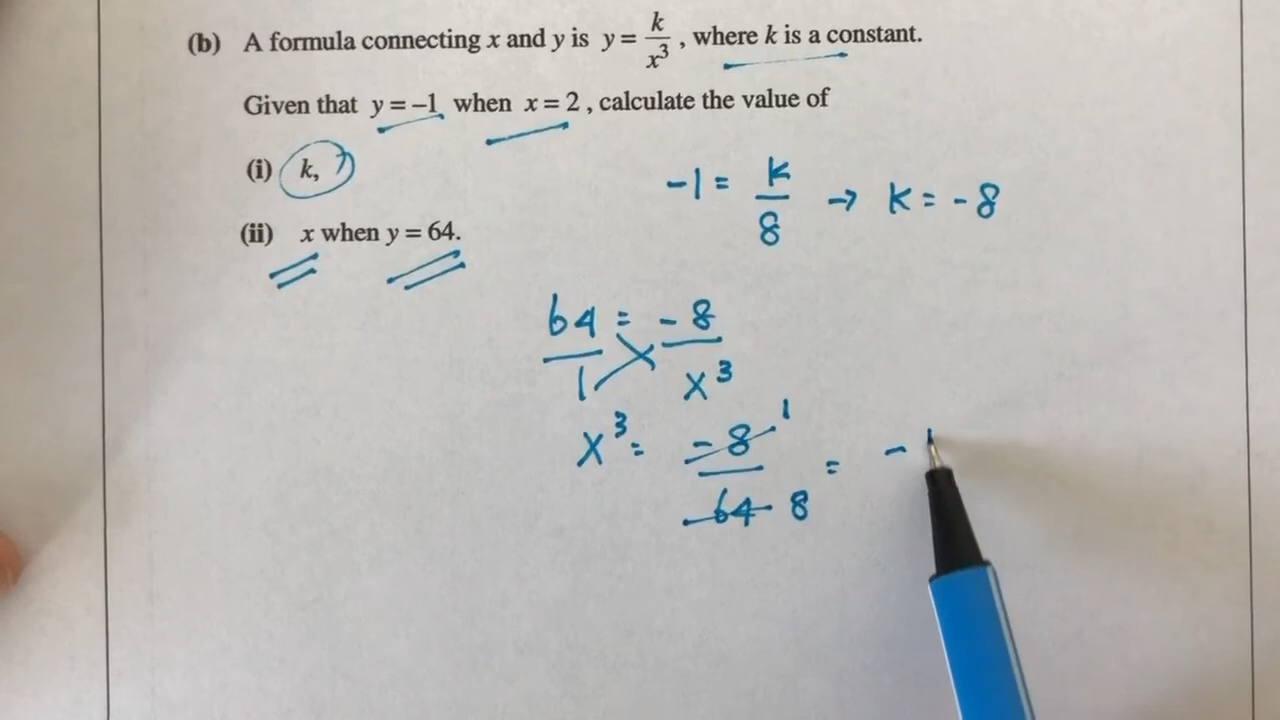 (b) A formula connecting x and y is y = k/x³, where k is a constant.
Given that y = –1 when x = 2, calculate the value of
(i) k,
-1 = k/8 → k = -8
(ii) x when y = 64.
64/1 = -8/x³
x³ = -8/64 1/8 = -